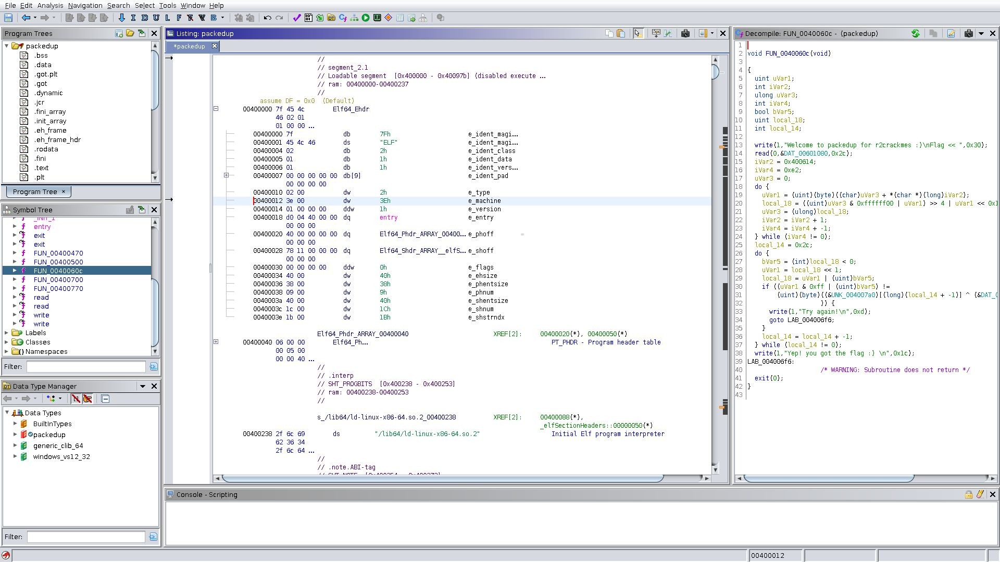 File Edit Analysis Navigation Search Select Tools Window Help
I D U L F B
Program Trees
packedup
.bss
.data
.got.plt
.got
.dynamic
.jcr
.fini_array
.init_array
.eh_frame
.eh_frame_hdr
.rodata
.fini
.text
.plt
Program Tree ×
Symbol Tree
_INIT_1
entry
exit
exit
FUN_00400470
FUN_00400500
FUN_0040060c
FUN_00400700
FUN_00400770
read
read
write
write
Labels
Classes
Namespaces
Filter:
Data Type Manager
Data Types
BuiltInTypes
packedup
generic_clib_64
windows_vs12_32
Filter:
Listing: packedup
*packedup
//
// segment_2.1
// Loadable segment [0x400000 - 0x40097b] (disabled execute ...
// ram: 00400000-00400237
//
assume DF = 0x0 (Default)
00400000 7f 45 4c Elf64_Ehdr
46 02 01
01 00 00 ...
00400000 7f db 7Fh e_ident_magi...
00400001 45 4c 46 ds "ELF" e_ident_magi...
00400004 02 db 2h e_ident_class
00400005 01 db 1h e_ident_data
00400006 01 db 1h e_ident_vers...
00400007 00 00 00 00 00 db[9] e_ident_pad
00 00 00 00
00400010 02 00 dw 2h e_type
00400012 3e 00 dw 3Eh e_machine
00400014 01 00 00 00 ddw 1h e_version
00400018 d0 04 40 00 00 dq entry e_entry
00 00 00
00400020 40 00 00 00 00 dq Elf64_Phdr_ARRAY_00400... e_phoff =
00 00 00
00400028 78 11 00 00 00 dq Elf64_Shdr_ARRAY__elfS... e_shoff
00 00 00
00400030 00 00 00 00 ddw 0h e_flags
00400034 40 00 dw 40h e_ehsize
00400036 38 00 dw 38h e_phentsize
00400038 09 00 dw 9h e_phnum
0040003a 40 00 dw 40h e_shentsize
0040003c 1c 00 dw 1Ch e_shnum
0040003e 1b 00 dw 1Bh e_shstrndx
Elf64_Phdr_ARRAY_00400040 XREF[2]: 00400020(*), 00400050(*)
00400040 06 00 00 Elf64_Ph... PT_PHDR - Program header table
00 05 00
00 00 40 ...
//
// .interp
// SHT_PROGBITS [0x400238 - 0x400253]
// ram: 00400238-00400253
//
s_/lib64/ld-linux-x86-64.so.2_00400238 XREF[2]: 00400088(*),
_elfSectionHeaders::00000050(*)
00400238 2f 6c 69 ds "/lib64/ld-linux-x86-64.so.2" Initial Elf program interpreter
62 36 34
2f 6c 64 ...
//
// .note.ABI-tag
Decompile: FUN_0040060c - (packedup)
1
2 void FUN_0040060c(void)
3
4 {
5 uint uVar1;
6 int iVar2;
7 ulong uVar3;
8 int iVar4;
9 bool bVar5;
10 uint local_18;
11 int local_14;
12
13 write(1,"Welcome to packedup for r2crackmes :)\nFlag << ",0x30);
14 read(0,&DAT_00601080,0x2c);
15 iVar2 = 0x400614;
16 iVar4 = 0xe2;
17 uVar3 = 0;
18 do {
19 uVar1 = (uint)(byte)((char)uVar3 + *(char *)(long)iVar2);
20 local_18 = ((uint)uVar3 & 0xffffff00 | uVar1) >> 4 | uVar1 << 0x1
21 uVar3 = (ulong)local_18;
22 iVar2 = iVar2 + 1;
23 iVar4 = iVar4 + -1;
24 } while (iVar4 != 0);
25 local_14 = 0x2c;
26 do {
27 bVar5 = (int)local_18 < 0;
28 uVar1 = local_18 << 1;
29 local_18 = uVar1 | (uint)bVar5;
30 if ((uVar1 & 0xff | (uint)bVar5) !=
31 (uint)(byte)((&UNK_004007a0)[(long)(local_14 + -1)] ^ (&DAT_
32 )) {
33 write(1,"Try again!\n",0xd);
34 goto LAB_004006f6;
35 }
36 local_14 = local_14 + -1;
37 } while (local_14 != 0);
38 write(1,"Yep! you got the flag :) \n",0x1c);
39 LAB_004006f6:
40 /* WARNING: Subroutine does not return */
41 exit(0);
42 }
43
Console - Scripting
00400012